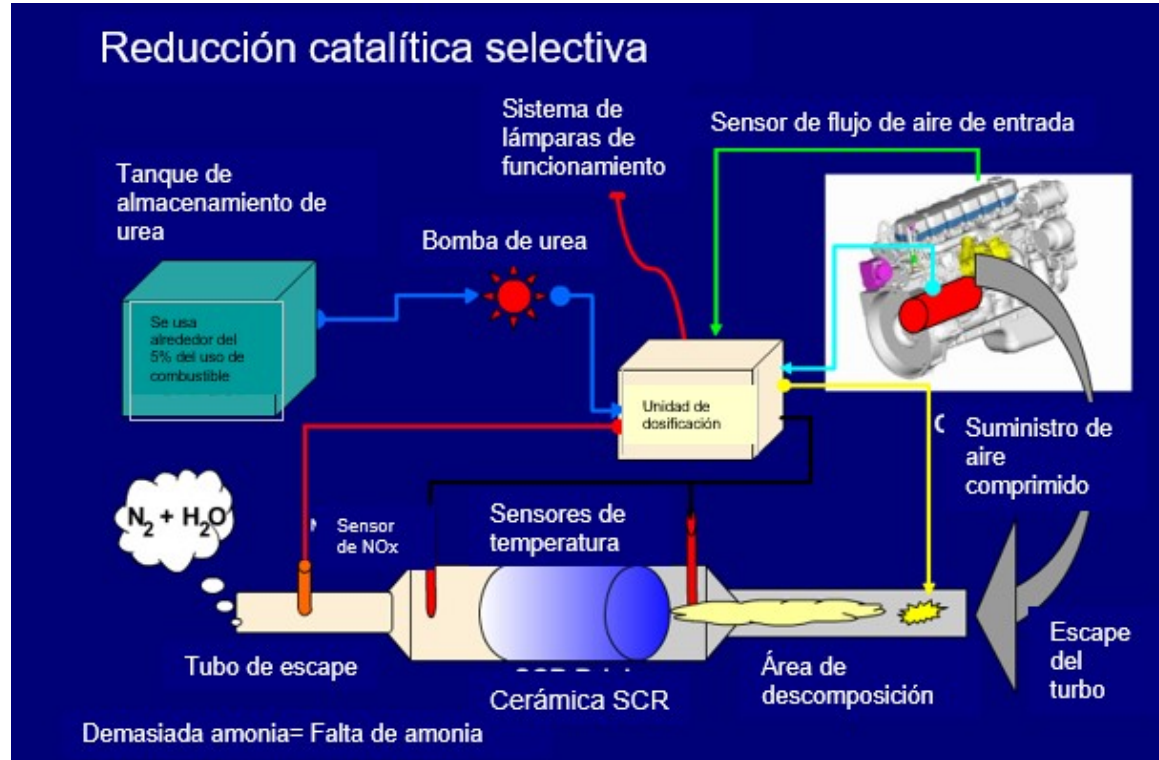 Reducción catalítica selectiva
Sistema de
lámparas de
funcionamiento
Sensor de flujo de aire de entrada
Tanque de
almacenamiento de
urea
Bomba de urea
Se usa
alrededor del
5% del uso de
combustible
Unidad de
dosificación
Suministro de
aire
comprimido
N2 + H2O
Sensor
de NOx
Sensores de
temperatura
Tubo de escape
Cerámica SCR
Área de
descomposición
Escape
del
turbo
Demasiada amonia= Falta de amonia